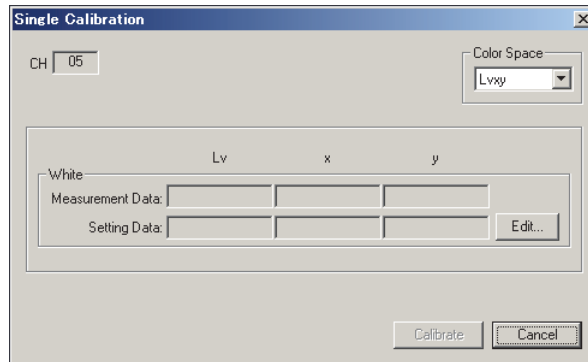 Single Calibration
CH 05
Color Space
Lvxy
Lv x y
White
Measurement Data:
Setting Data: Edit...
Calibrate Cancel